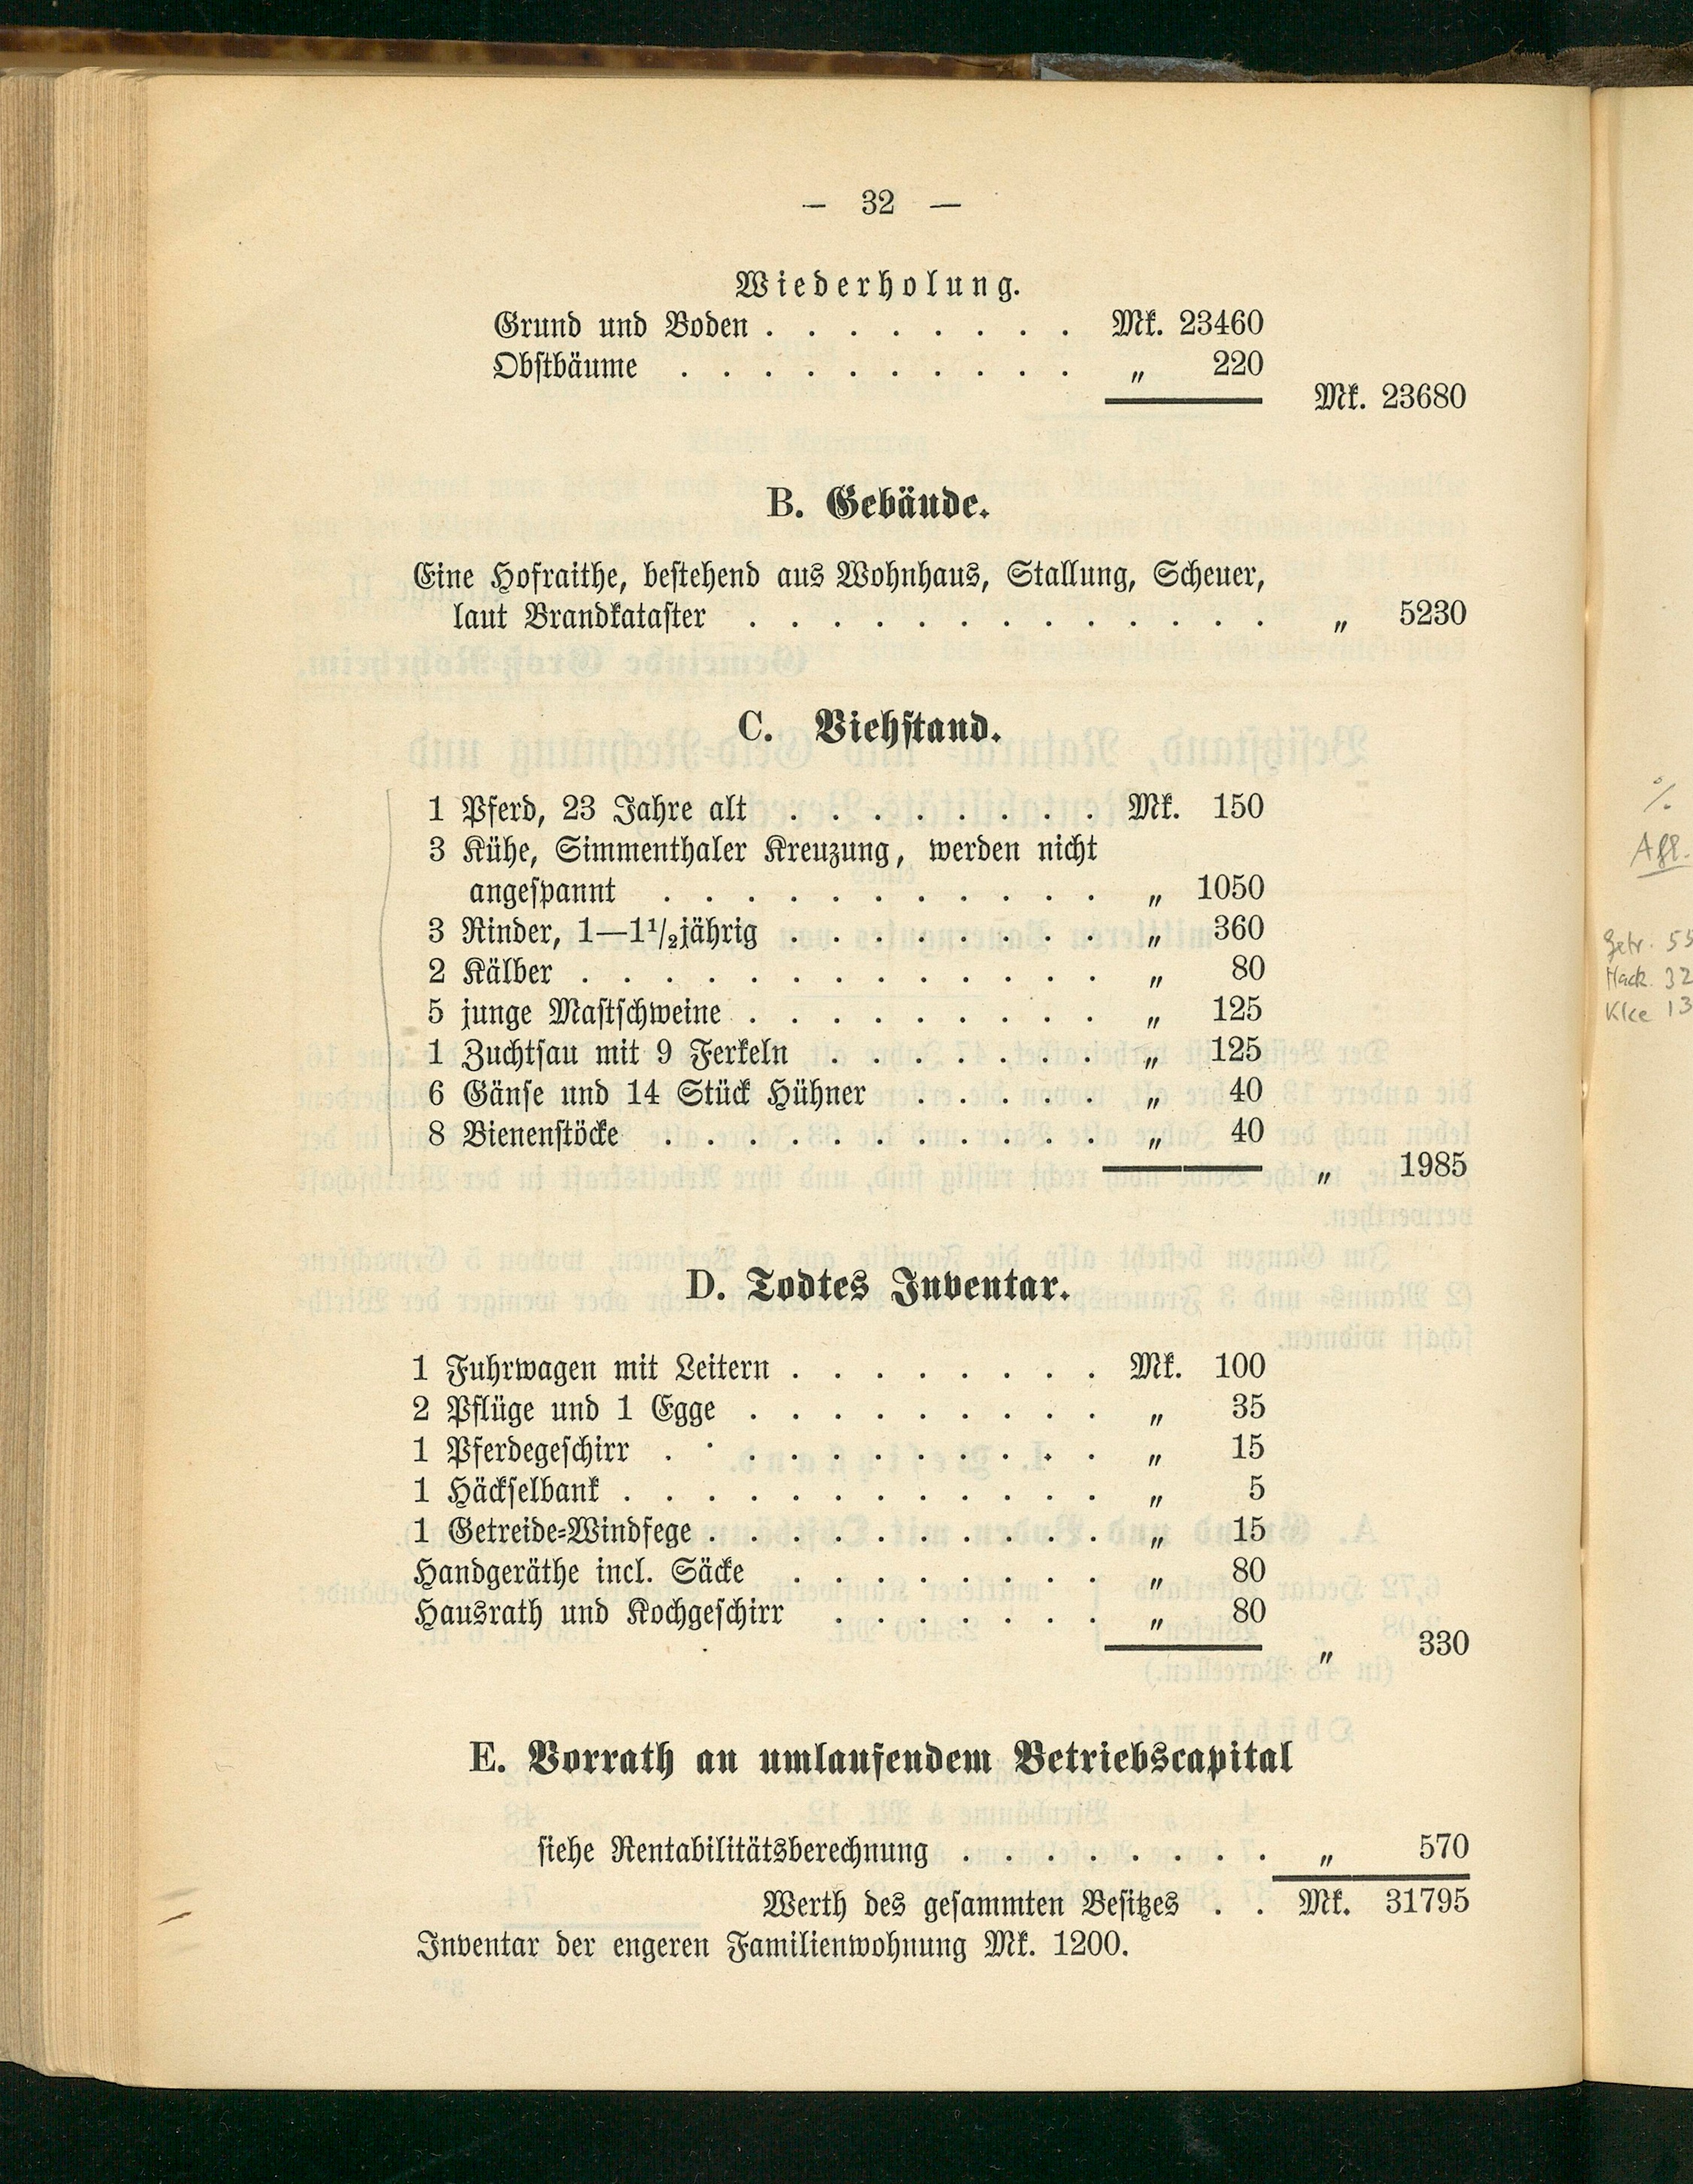 — 32 —
Wiederholung.
Grund und Boden . . . . . . . . Mk. 23460
Obstbäume . . . . . . . . . . „ 220
Mk. 23680
B. Gebäude.
Eine Hofraithe, bestehend aus Wohnhaus, Stallung, Scheuer,
laut Brandkataster . . . . . . . . . . . . . „ 5230
C. Viehstand.
1 Pferd, 23 Jahre alt . . . . . . . . Mk. 150
3 Kühe, Simmenthaler Kreuzung, werden nicht
angespannt . . . . . . . . . . . „ 1050
3 Rinder, 1—1½jährig . . . . . . . . „ 360
2 Kälber . . . . . . . . . . . . . „ 80
5 junge Mastschweine . . . . . . . . . „ 125
1 Zuchtsau mit 9 Ferkeln . . . . . . . „ 125
6 Gänse und 14 Stück Hühner . . . . . „ 40
8 Bienenstöcke . . . . . . . . . . . „ 40
„ 1985
D. Todtes Inventar.
1 Fuhrwagen mit Leitern . . . . . . . . Mk. 100
2 Pflüge und 1 Egge . . . . . . . . . „ 35
1 Pferdegeschirr . . . . . . . . . . . „ 15
1 Häckselbank . . . . . . . . . . . . „ 5
1 Getreide-Windfege . . . . . . . . . . „ 15
Handgeräthe incl. Säcke . . . . . . . . „ 80
Hausrath und Kochgeschirr . . . . . . . „ 80
„ 330
E. Vorrath an umlaufendem Betriebscapital
siehe Rentabilitätsberechnung . . . . . . . . „ 570
Werth des gesammten Besitzes . . Mk. 31795
Inventar der engeren Familienwohnung Mk. 1200.
%
Getr. 55
Hack. 32
Klee 13